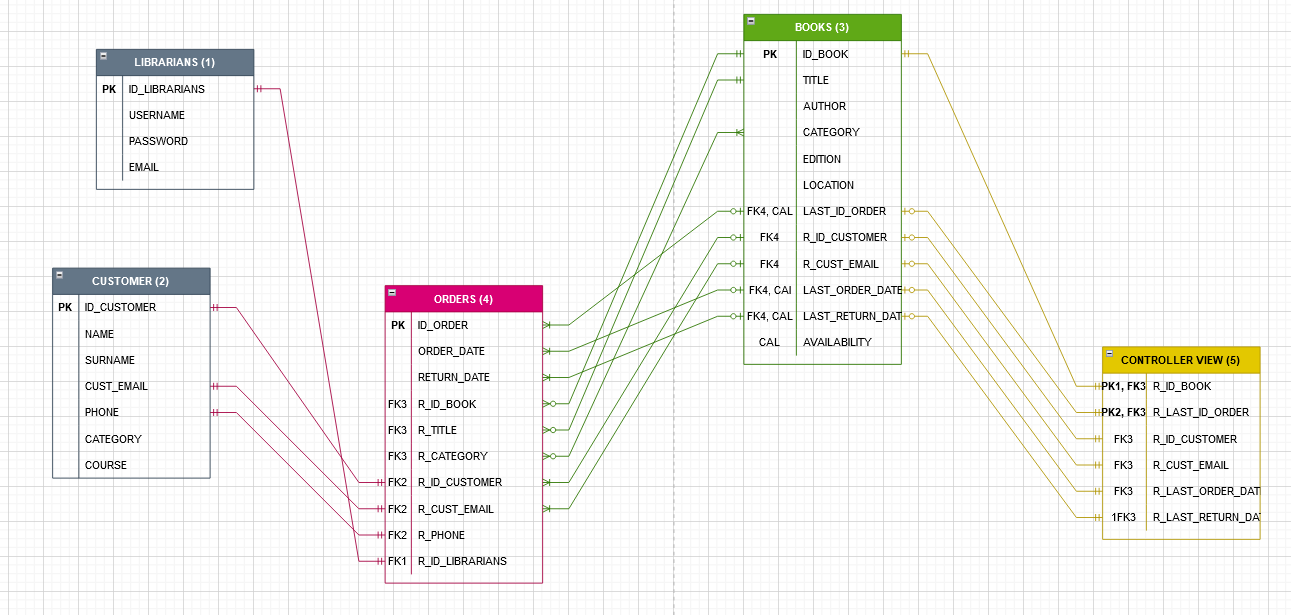 LIBRARIANS (1)
PK ID_LIBRARIANS
USERNAME
PASSWORD
EMAIL
CUSTOMER (2)
PK ID_CUSTOMER
NAME
SURNAME
CUST_EMAIL
PHONE
CATEGORY
COURSE
ORDERS (4)
PK ID_ORDER
ORDER_DATE
RETURN_DATE
FK3 R_ID_BOOK
FK3 R_TITLE
FK3 R_CATEGORY
FK2 R_ID_CUSTOMER
FK2 R_CUST_EMAIL
FK2 R_PHONE
FK1 R_ID_LIBRARIANS
BOOKS (3)
PK ID_BOOK
TITLE
AUTHOR
CATEGORY
EDITION
LOCATION
FK4, CAL LAST_ID_ORDER
FK4 R_ID_CUSTOMER
FK4 R_CUST_EMAIL
FK4, CAl LAST_ORDER_DATE
FK4, CAL LAST_RETURN_DAT
CAL AVAILABILITY
CONTROLLER VIEW (5)
PK1, FK3 R_ID_BOOK
PK2, FK3 R_LAST_ID_ORDER
FK3 R_ID_CUSTOMER
FK3 R_CUST_EMAIL
FK3 R_LAST_ORDER_DAT
1FK3 R_LAST_RETURN_DA